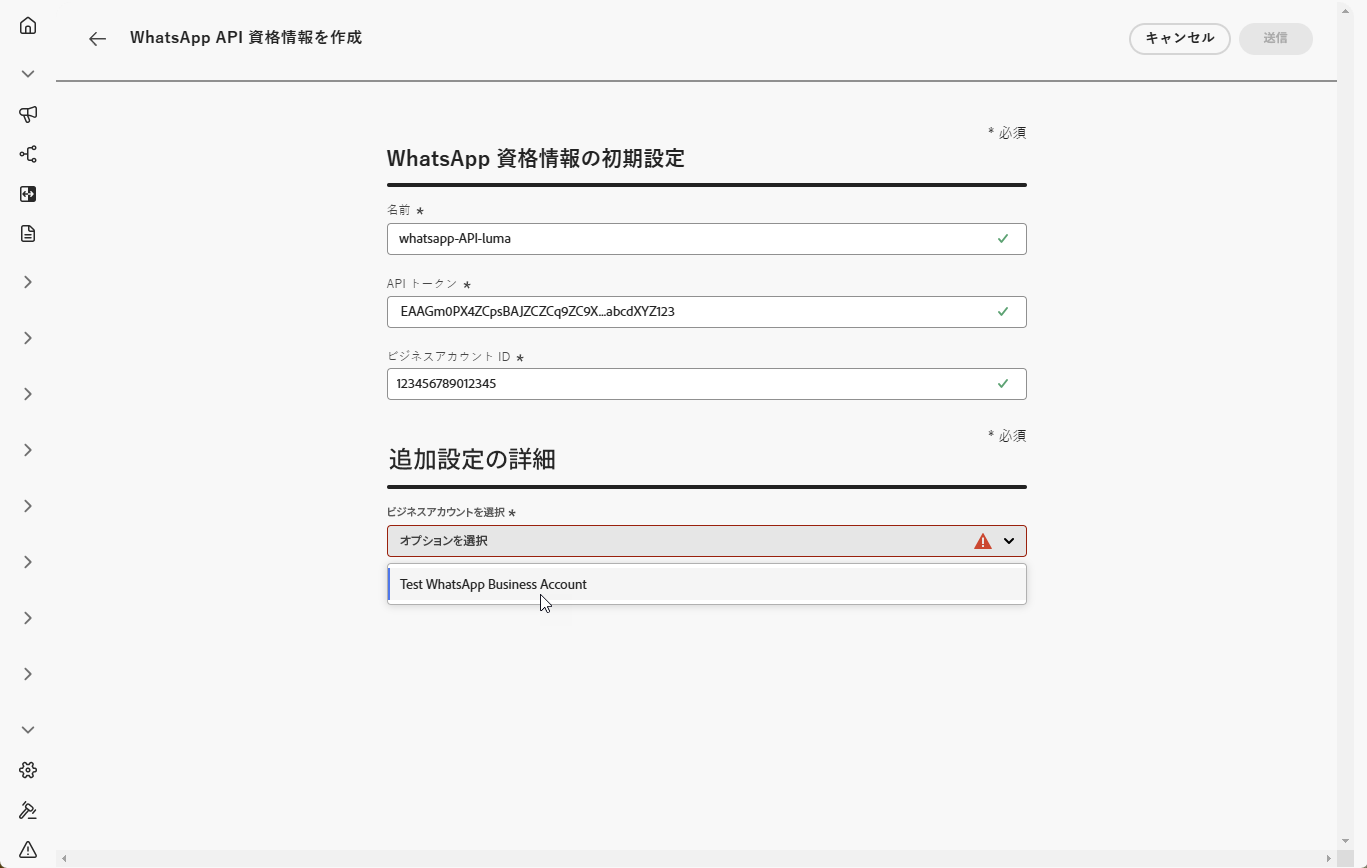 WhatsApp API 資格情報を作成
キャンセル
送信
* 必須
WhatsApp 資格情報の初期設定
名前 *
whatsapp-API-luma
API トークン *
EAAGm0PX4ZCpsBAJZCZCq9ZC9X...abcdXYZ123
ビジネスアカウント ID *
123456789012345
* 必須
追加設定の詳細
ビジネスアカウントを選択 *
オプションを選択
Test WhatsApp Business Account